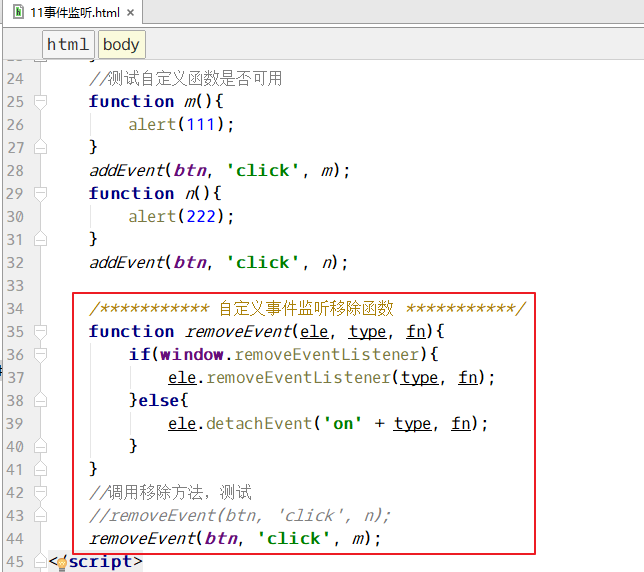 11事件监听.html ×
html body
24 //测试自定义函数是否可用
25 function m(){
26 alert(111);
27 }
28 addEvent(btn, 'click', m);
29 function n(){
30 alert(222);
31 }
32 addEvent(btn, 'click', n);
33
34 /*********** 自定义事件监听移除函数 ***********/
35 function removeEvent(ele, type, fn){
36 if(window.removeEventListener){
37 ele.removeEventListener(type, fn);
38 }else{
39 ele.detachEvent('on' + type, fn);
40 }
41 }
42 //调用移除方法，测试
43 //removeEvent(btn, 'click', n);
44 removeEvent(btn, 'click', m);
45 </script>